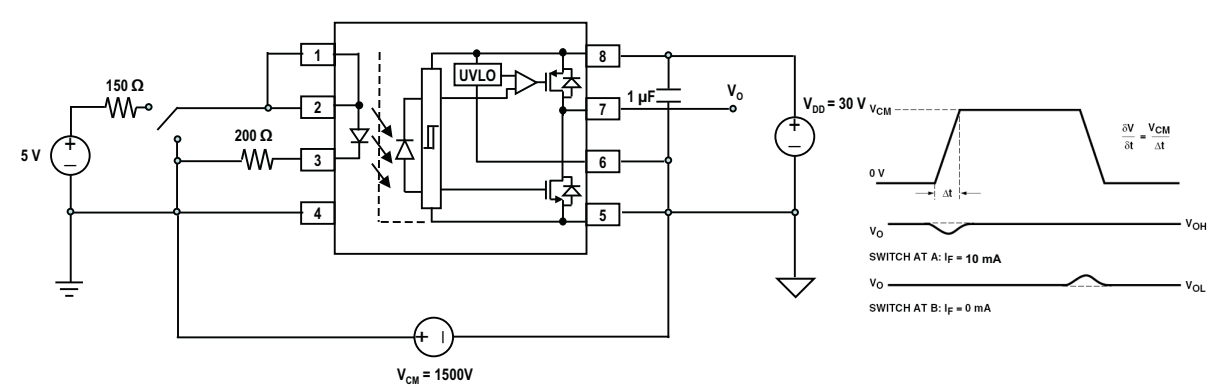 150 Ω
5 V
200 Ω
1
2
3
4
UVLO
8
7
6
5
1 µF
V_O
V_DD = 30 V
V_CM = 1500V
V_CM
0 V
Δt
δV/δt = V_CM/Δt
V_O
V_OH
SWITCH AT A: I_F = 10 mA
V_O
V_OL
SWITCH AT B: I_F = 0 mA